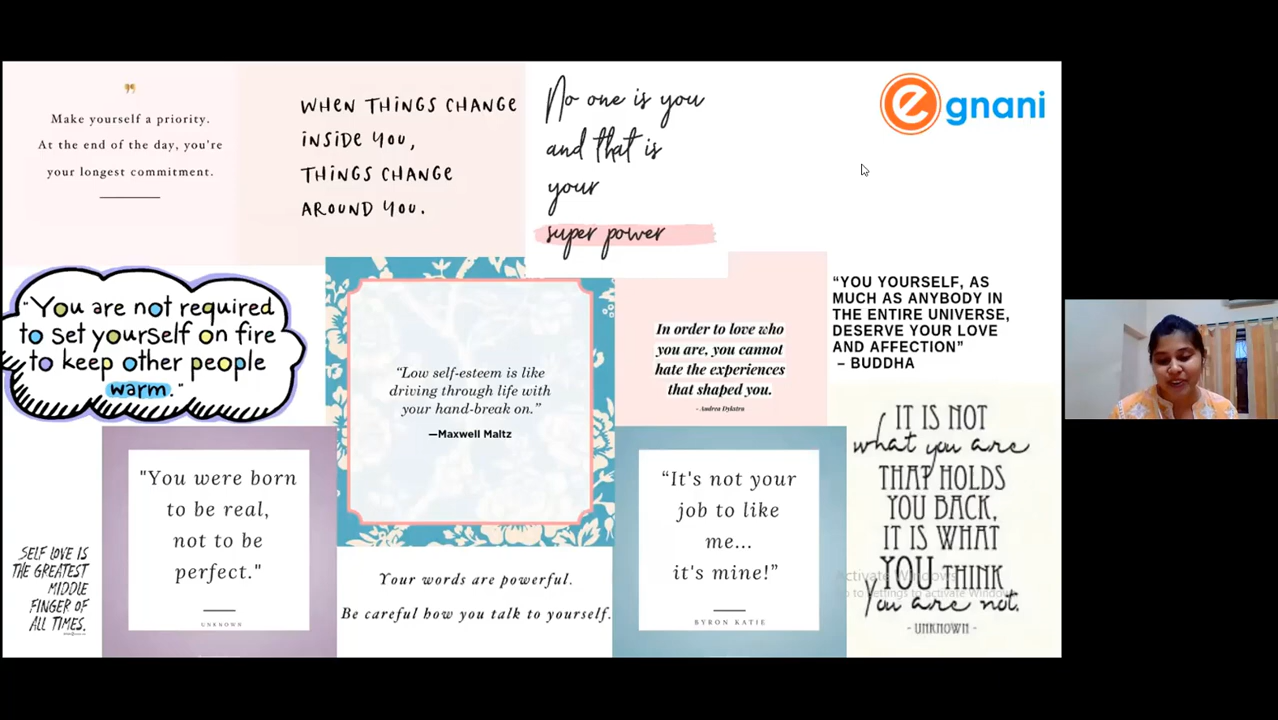 ”
Make yourself a priority.
At the end of the day, you're
your longest commitment.
WHEN THINGS CHANGE
INSIDE YOU,
THINGS CHANGE
AROUND YOU.
No one is you
and that is
your
super power
egnani
"You are not required
to set yourself on fire
to keep other people
warm."
“Low self-esteem is like
driving through life with
your hand-break on.”
—Maxwell Maltz
In order to love who
you are, you cannot
hate the experiences
that shaped you.
- Andrea Dykstra
“YOU YOURSELF, AS
MUCH AS ANYBODY IN
THE ENTIRE UNIVERSE,
DESERVE YOUR LOVE
AND AFFECTION”
– BUDDHA
SELF LOVE IS
THE GREATEST
MIDDLE
FINGER OF
ALL TIMES.
"You were born
to be real,
not to be
perfect."
UNKNOWN
Your words are powerful.
Be careful how you talk to yourself.
“It's not your
job to like
me...
it's mine!”
BYRON KATIE
IT IS NOT
what you are
THAT HOLDS
YOU BACK,
IT IS WHAT
YOU THINK
You are not.
- UNKNOWN -
Activate Windows
Go to Settings to activate Windows.